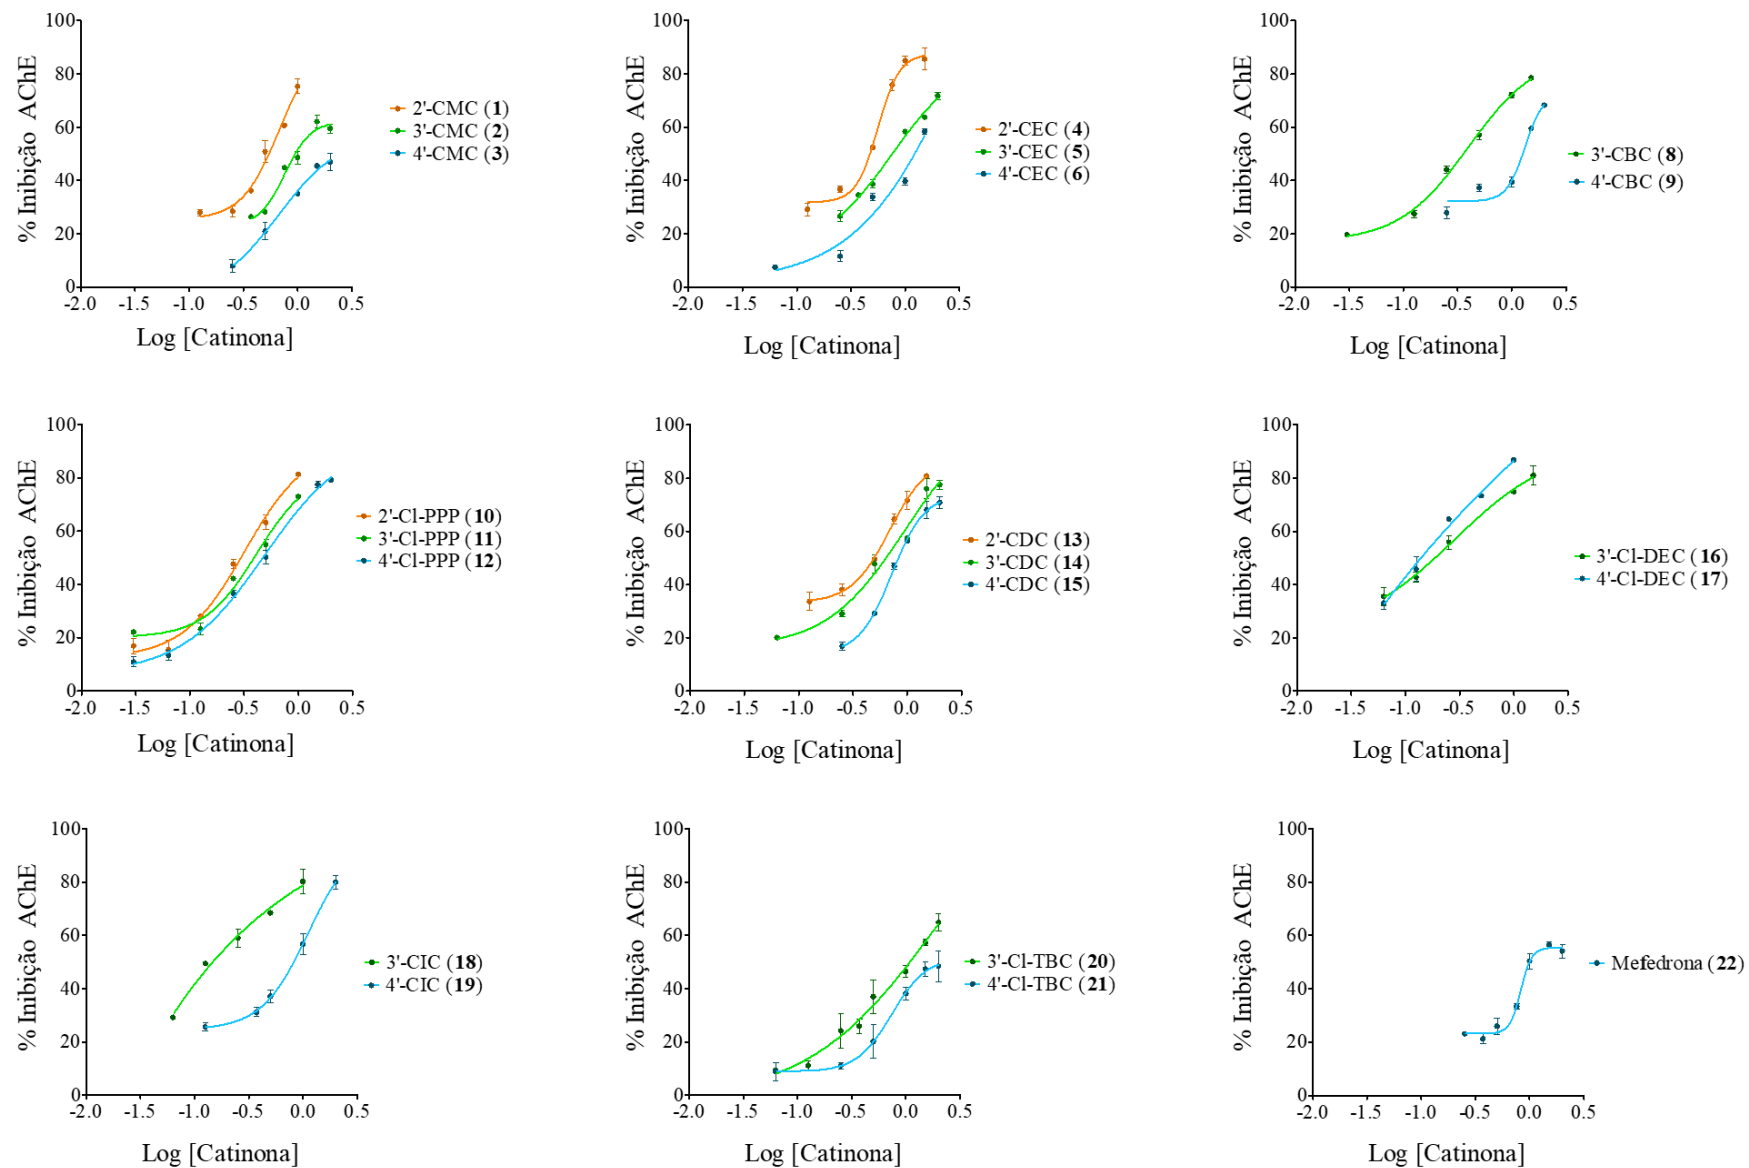 % Inibição AChE
100
80
60
40
20
0
-2.0 -1.5 -1.0 -0.5 0.0 0.5
Log [Catinona]
2'-CMC (1)
3'-CMC (2)
4'-CMC (3)
% Inibição AChE
100
80
60
40
20
0
-2.0 -1.5 -1.0 -0.5 0.0 0.5
Log [Catinona]
2'-CEC (4)
3'-CEC (5)
4'-CEC (6)
% Inibição AChE
100
80
60
40
20
0
-2.0 -1.5 -1.0 -0.5 0.0 0.5
Log [Catinona]
3'-CBC (8)
4'-CBC (9)
% Inibição AChE
100
80
60
40
20
0
-2.0 -1.5 -1.0 -0.5 0.0 0.5
Log [Catinona]
2'-Cl-PPP (10)
3'-Cl-PPP (11)
4'-Cl-PPP (12)
% Inibição AChE
100
80
60
40
20
0
-2.0 -1.5 -1.0 -0.5 0.0 0.5
Log [Catinona]
2'-CDC (13)
3'-CDC (14)
4'-CDC (15)
% Inibição AChE
100
80
60
40
20
0
-2.0 -1.5 -1.0 -0.5 0.0 0.5
Log [Catinona]
3'-Cl-DEC (16)
4'-Cl-DEC (17)
% Inibição AChE
100
80
60
40
20
0
-2.0 -1.5 -1.0 -0.5 0.0 0.5
Log [Catinona]
3'-CIC (18)
4'-CIC (19)
% Inibição AChE
100
80
60
40
20
0
-2.0 -1.5 -1.0 -0.5 0.0 0.5
Log [Catinona]
3'-Cl-TBC (20)
4'-Cl-TBC (21)
% Inibição AChE
100
80
60
40
20
0
-2.0 -1.5 -1.0 -0.5 0.0 0.5
Log [Catinona]
Mefedrona (22)